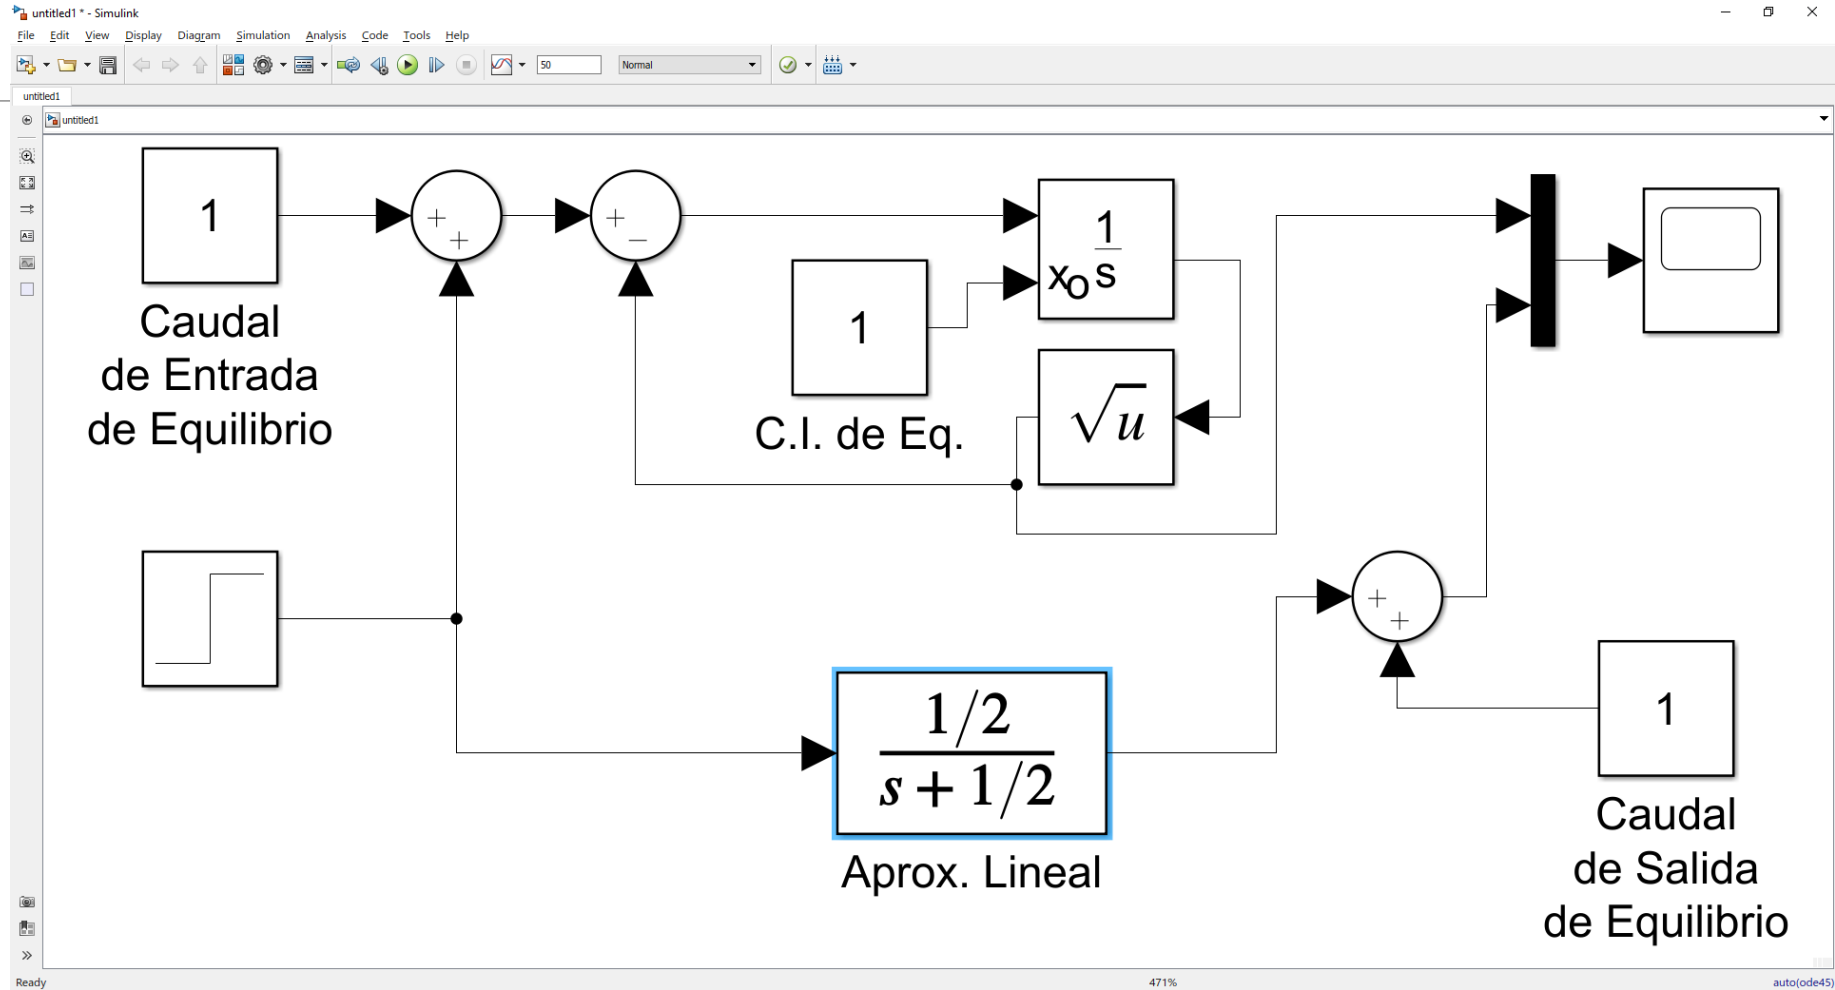 untitled1 * - Simulink
File Edit View Display Diagram Simulation Analysis Code Tools Help
50 Normal
untitled1
untitled1
1
Caudal
de Entrada
de Equilibrio
+
+
+
−
1
C.I. de Eq.
1
s
xo
√u
1/2
s + 1/2
Aprox. Lineal
+
+
1
Caudal
de Salida
de Equilibrio
Ready 471% auto(ode45)